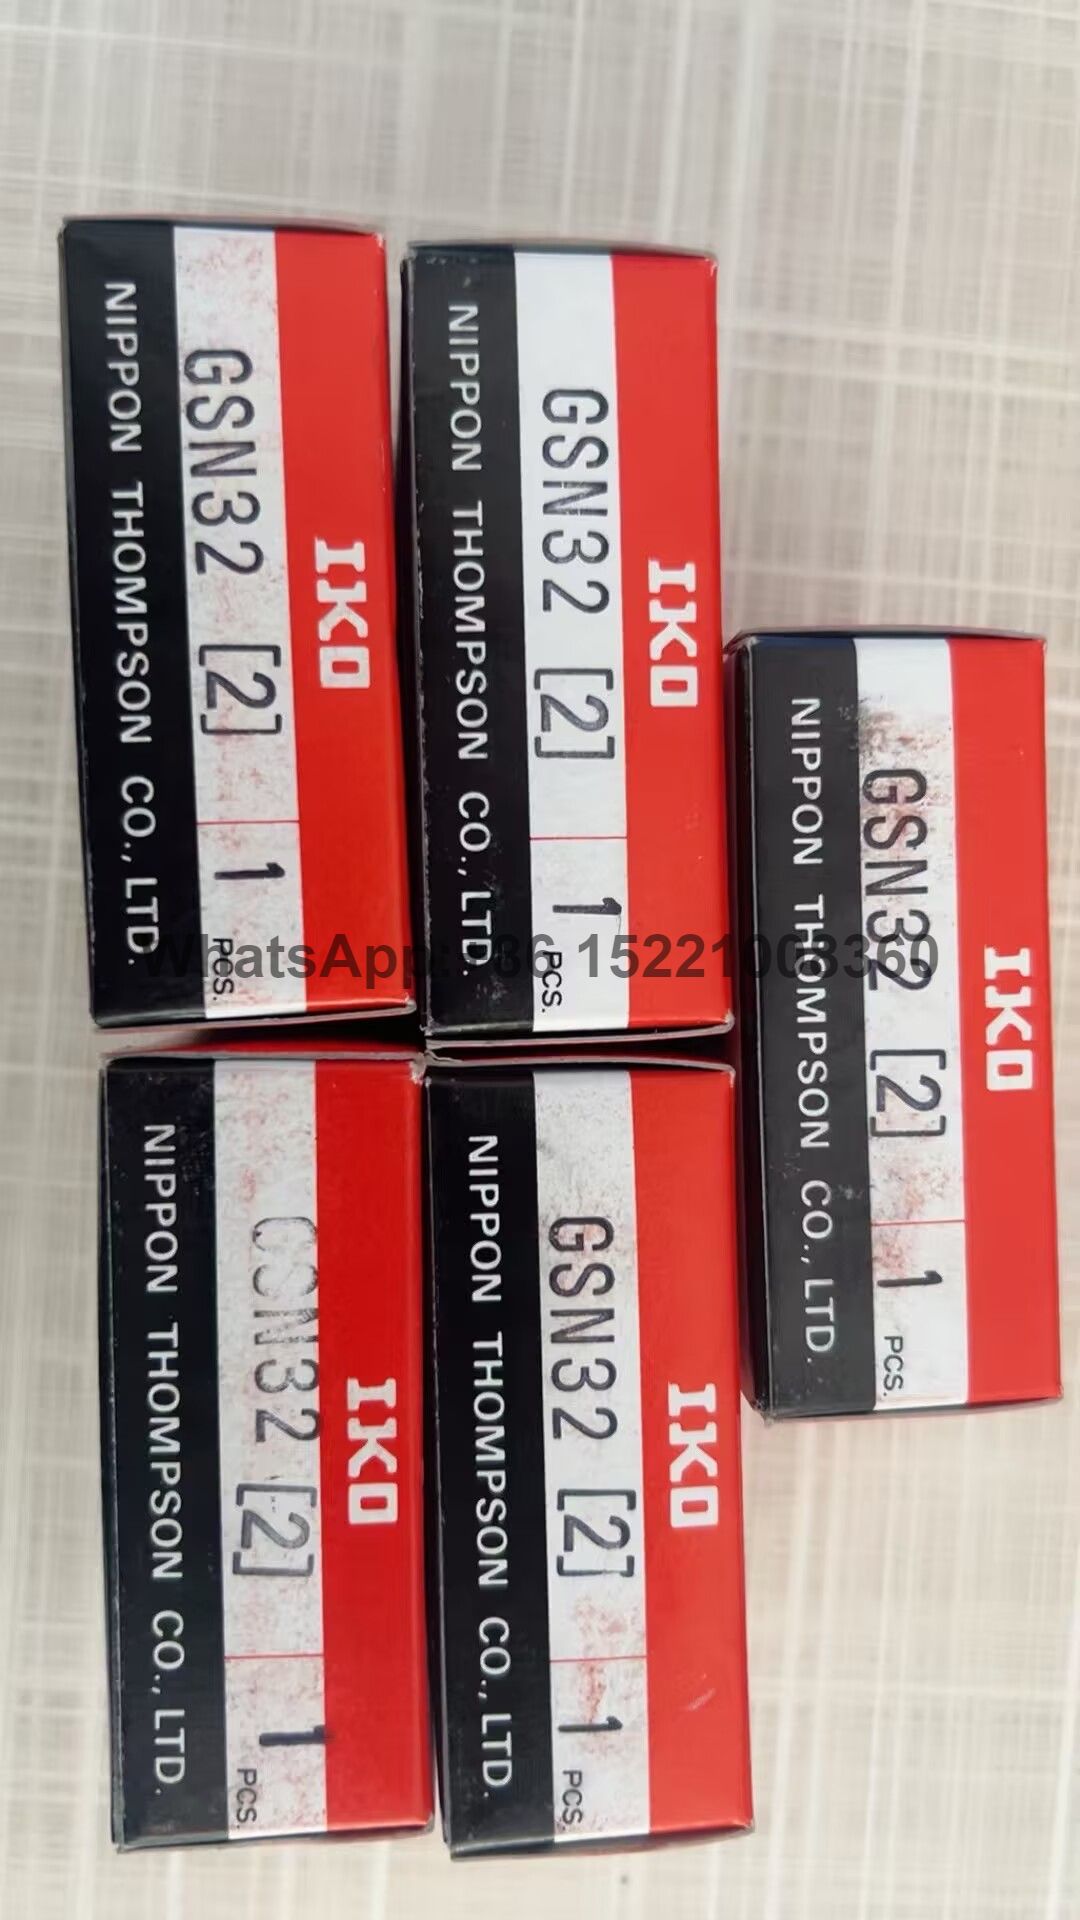 IKO
GSN32 [2] 1 PCS.
NIPPON THOMPSON CO., LTD.
IKO
GSN32 [2] 1 PCS.
NIPPON THOMPSON CO., LTD.
IKO
GSN32 [2] 1 PCS.
NIPPON THOMPSON CO., LTD.
IKO
GSN32 [2] 1 PCS.
NIPPON THOMPSON CO., LTD.
IKO
GSN32 [2] 1 PCS.
NIPPON THOMPSON CO., LTD.
WhatsApp: +86 15221008360